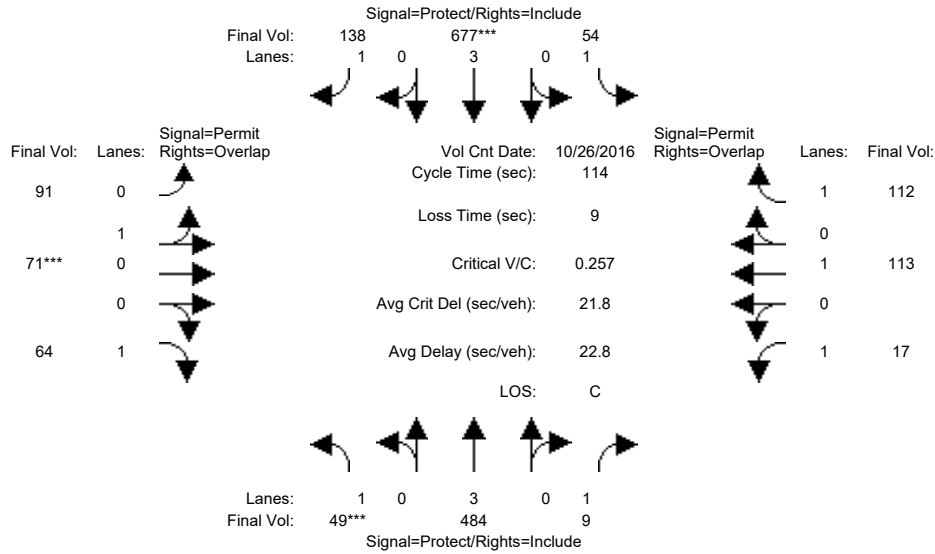 Signal=Protect/Rights=Include
Final Vol: 138 677*** 54
Lanes: 1 0 3 0 1
Signal=Permit
Final Vol: Lanes: Rights=Overlap
Vol Cnt Date: 10/26/2016
Signal=Permit
Rights=Overlap Lanes: Final Vol:
Cycle Time (sec): 114
91 0
1 112
Loss Time (sec): 9
1
0
71*** 0
Critical V/C: 0.257
1 113
0
Avg Crit Del (sec/veh): 21.8
0
64 1
Avg Delay (sec/veh): 22.8
1 17
LOS: C
Lanes: 1 0 3 0 1
Final Vol: 49*** 484 9
Signal=Protect/Rights=Include